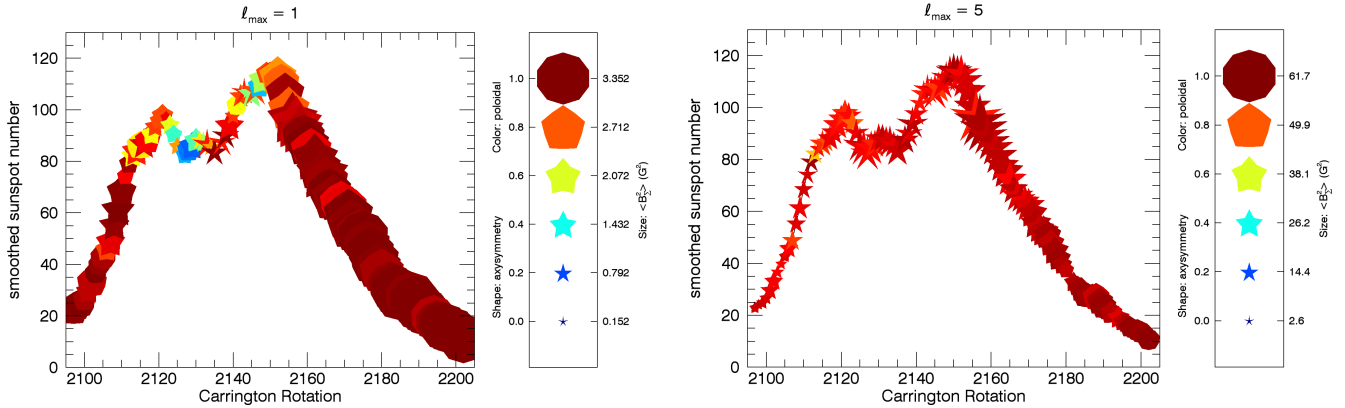 ℓmax = 1
smoothed sunspot number
120
100
80
60
40
20
0
2100 2120 2140 2160 2180 2200
Carrington Rotation
Color: poloidal
Shape: axysymmetry
1.0 3.352
0.8 2.712
0.6 2.072
0.4 1.432
0.2 0.792
0.0 0.152
Size: <B²Σ> (G²)
ℓmax = 5
smoothed sunspot number
120
100
80
60
40
20
0
2100 2120 2140 2160 2180 2200
Carrington Rotation
Color: poloidal
Shape: axysymmetry
1.0 61.7
0.8 49.9
0.6 38.1
0.4 26.2
0.2 14.4
0.0 2.6
Size: <B²Σ> (G²)